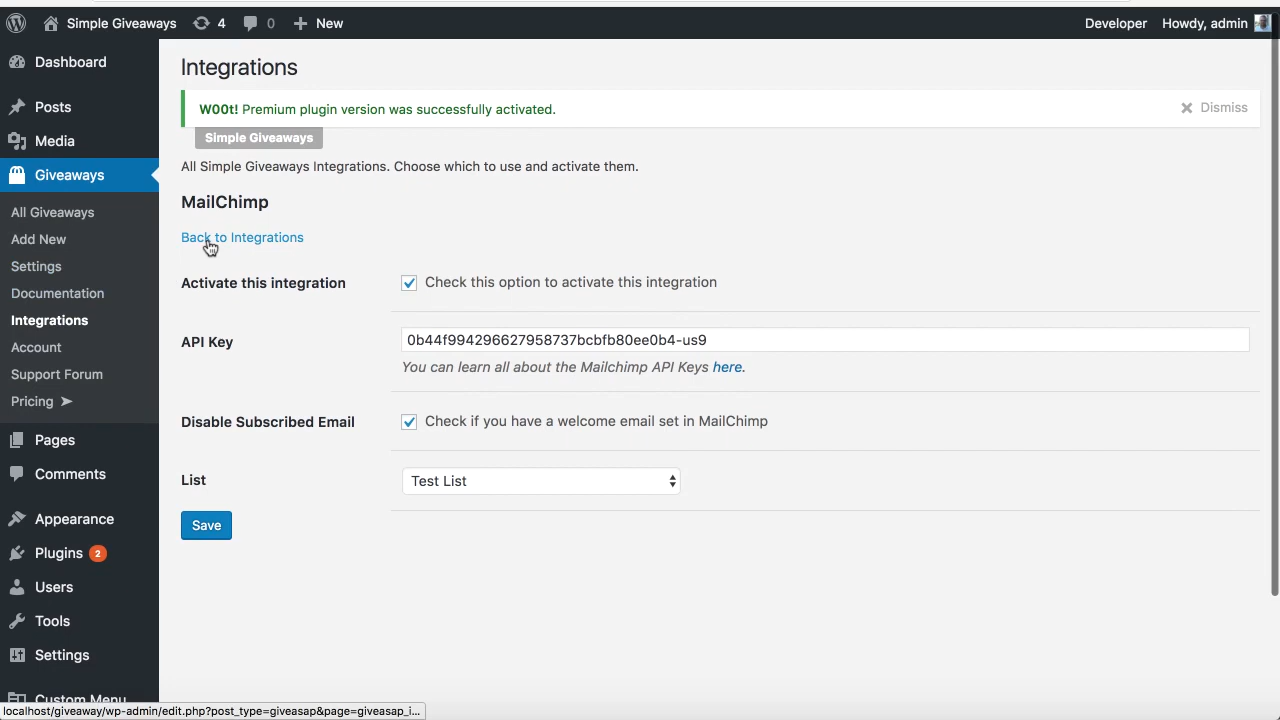 Simple Giveaways 4 0 New Developer Howdy, admin
Dashboard
Posts
Media
Giveaways
All Giveaways
Add New
Settings
Documentation
Integrations
Account
Support Forum
Pricing ➤
Pages
Comments
Appearance
Plugins 2
Users
Tools
Settings
Custom Menu
Integrations
W00t! Premium plugin version was successfully activated. Dismiss
Simple Giveaways
All Simple Giveaways Integrations. Choose which to use and activate them.
MailChimp
Back to Integrations
Activate this integration Check this option to activate this integration
API Key 0b44f994296627958737bcbfb80ee0b4-us9
You can learn all about the Mailchimp API Keys here.
Disable Subscribed Email Check if you have a welcome email set in MailChimp
List Test List
Save
localhost/giveaway/wp-admin/edit.php?post_type=giveasap&page=giveasap_i...